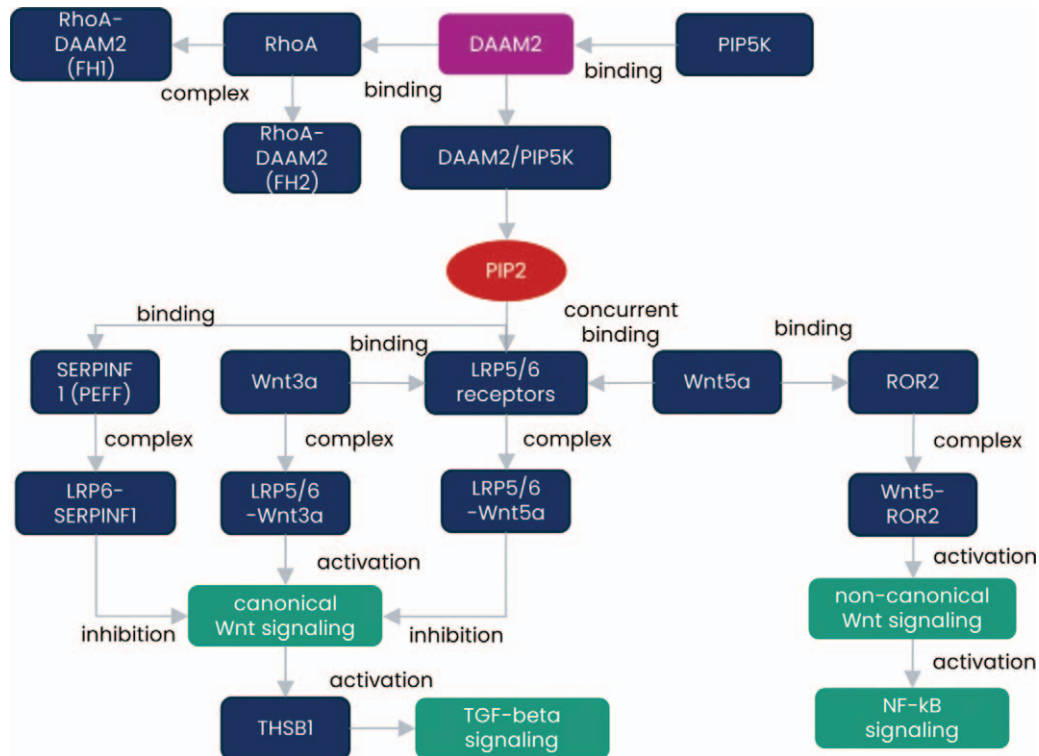 RhoA-
DAAM2
(FH1)
RhoA
DAAM2
PIP5K
complex
binding
binding
RhoA-
DAAM2
(FH2)
DAAM2/PIP5K
PIP2
binding
concurrent
binding
binding
binding
SERPINF
1 (PEFF)
Wnt3a
LRP5/6
receptors
Wnt5a
ROR2
complex
complex
complex
complex
LRP6-
SERPINF1
LRP5/6
-Wnt3a
LRP5/6
-Wnt5a
Wnt5-
ROR2
activation
activation
canonical
Wnt signaling
non-canonical
Wnt signaling
inhibition
inhibition
activation
activation
THSB1
TGF-beta
signaling
NF-kB
signaling